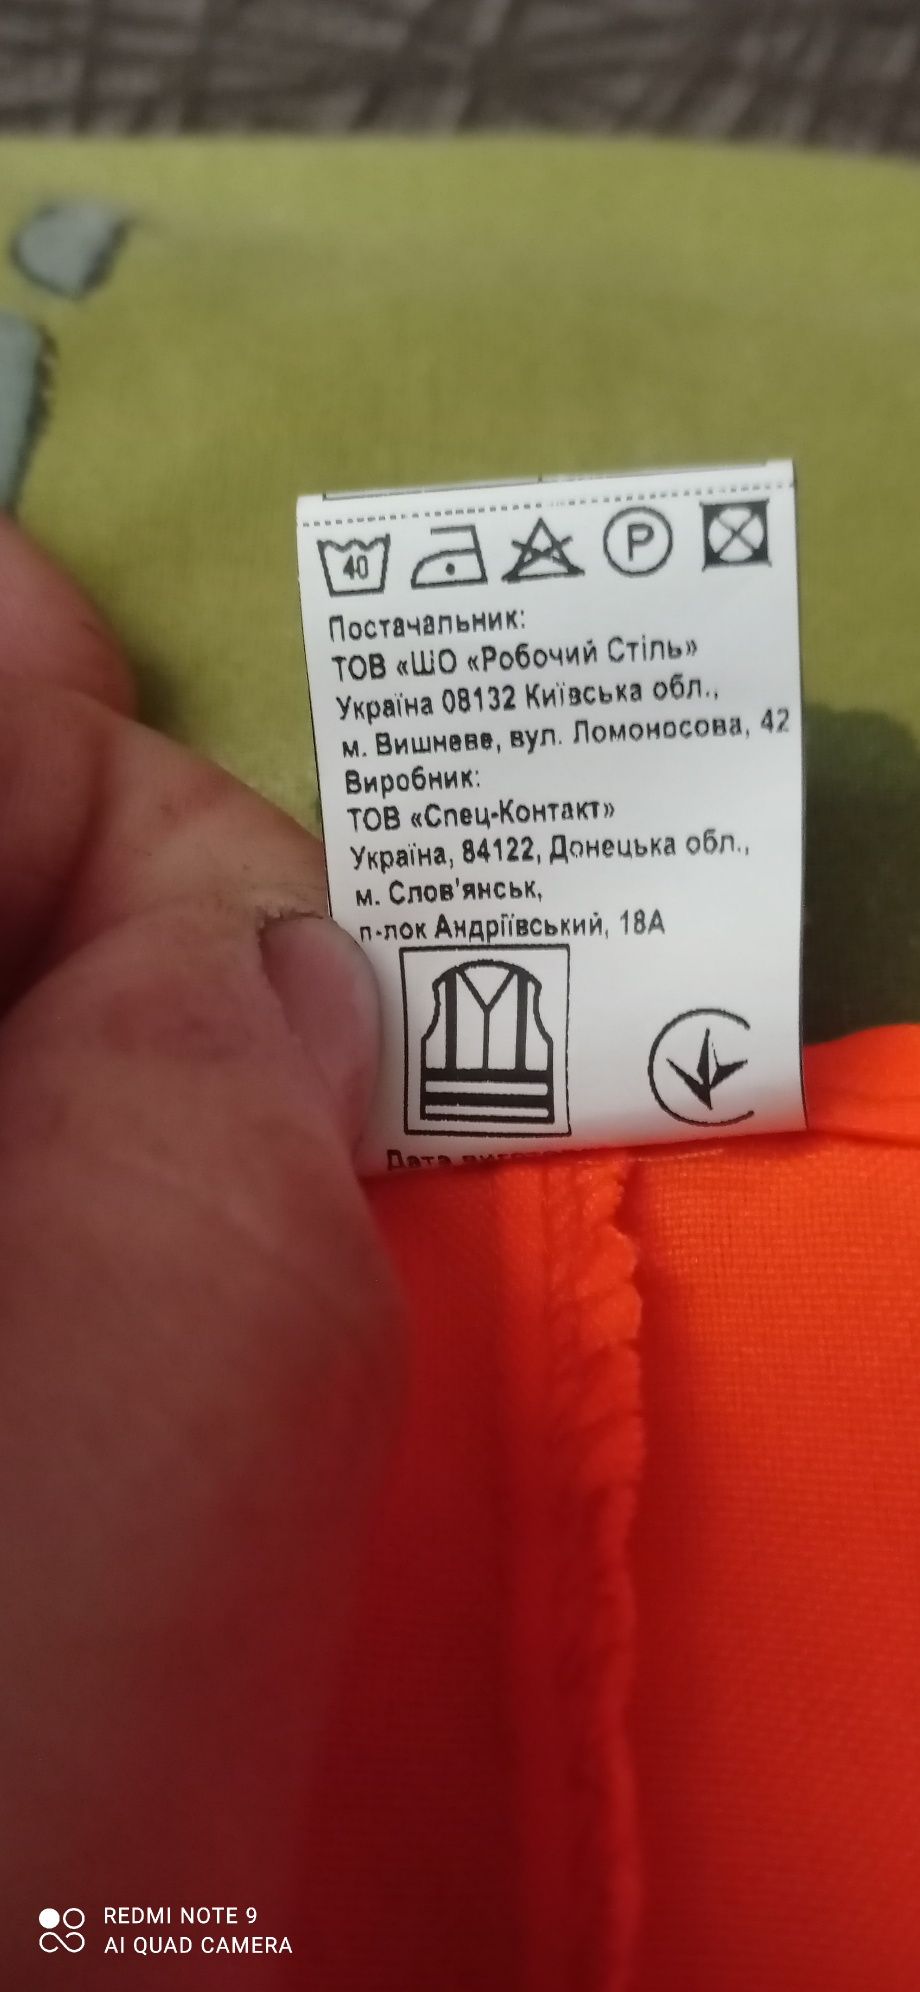 40
P
Постачальник:
ТОВ «ШО «Робочий Стіль»
Україна 08132 Київська обл.,
м. Вишневе, вул. Ломоносова, 42
Виробник:
ТОВ «Спец-Контакт»
Україна, 84122, Донецька обл.,
м. Слов'янськ,
п-лок Андріївський, 18А
Дата
REDMI NOTE 9
AI QUAD CAMERA